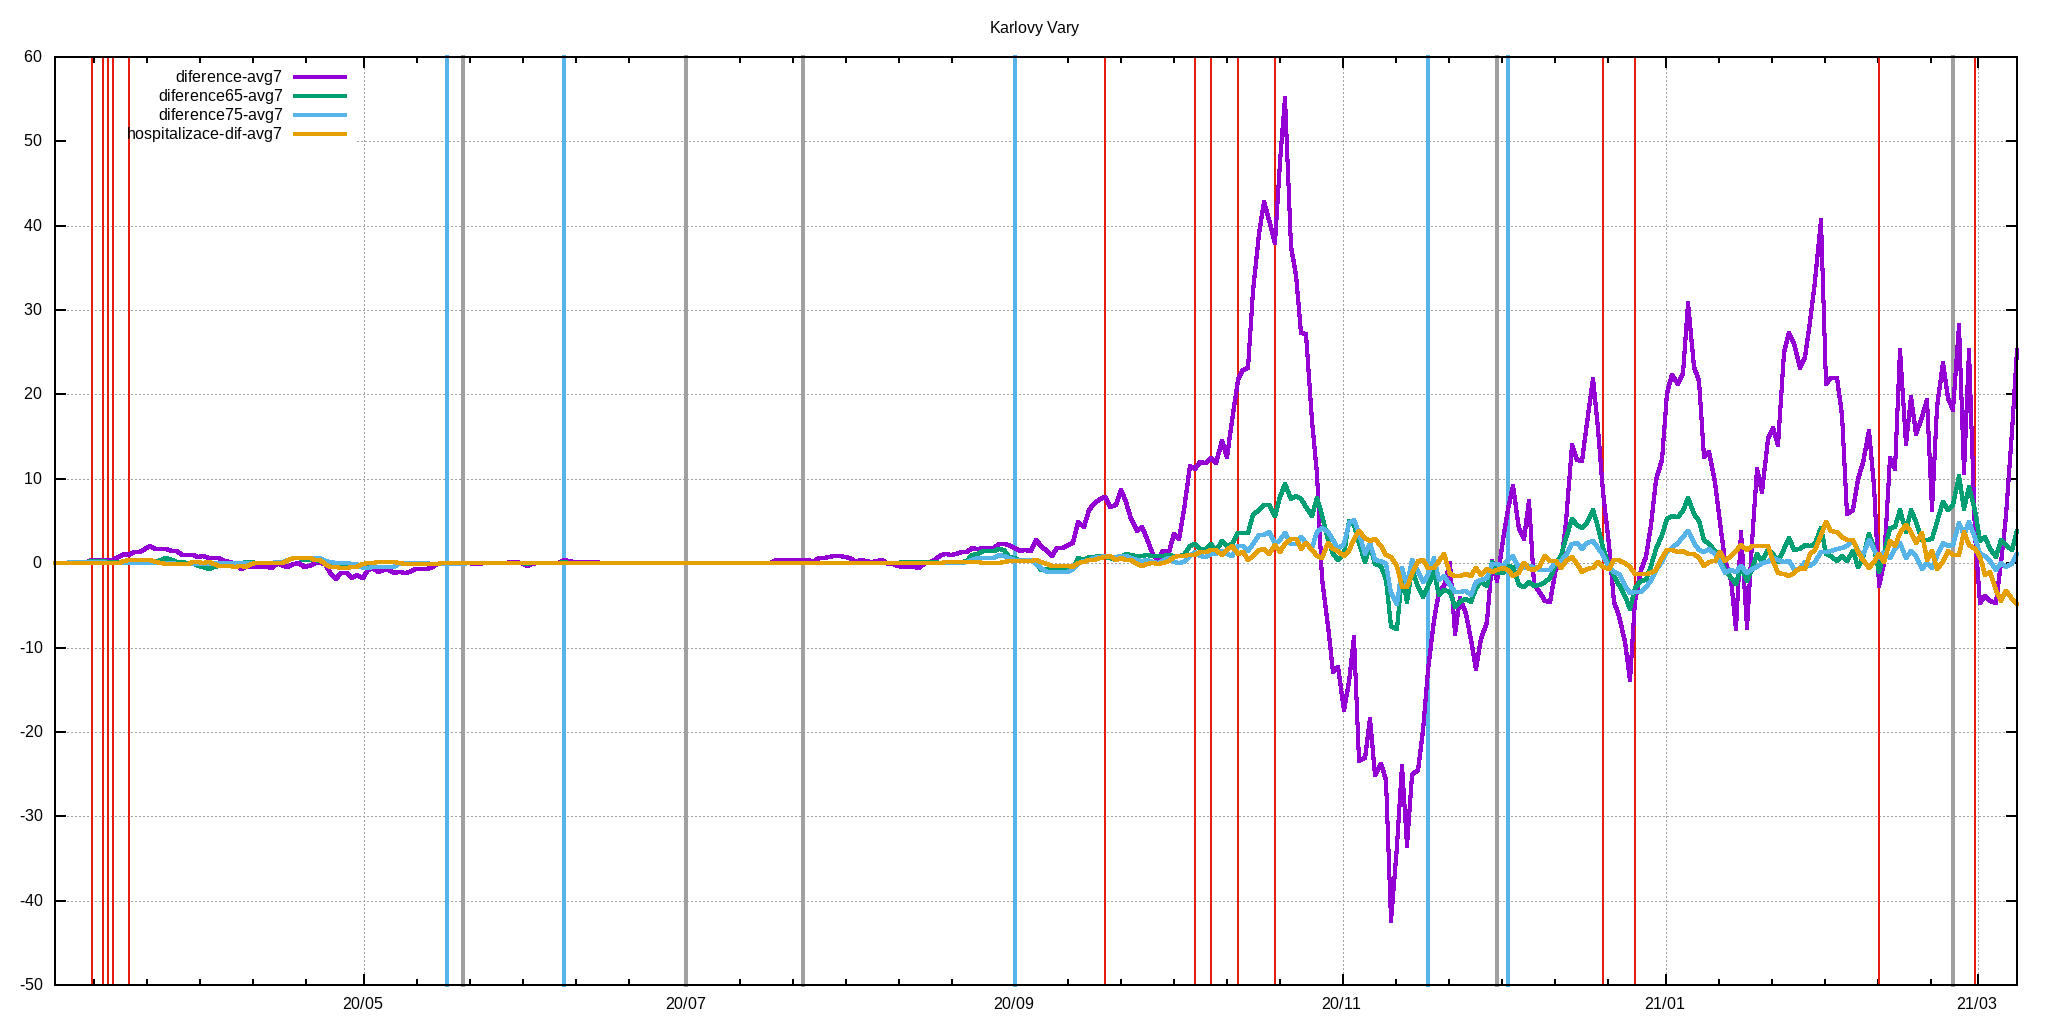 Karlovy Vary
60
50
40
30
20
10
0
-10
-20
-30
-40
-50
diference-avg7
diference65-avg7
diference75-avg7
hospitalizace-dif-avg7
20/05 20/07 20/09 20/11 21/01 21/03